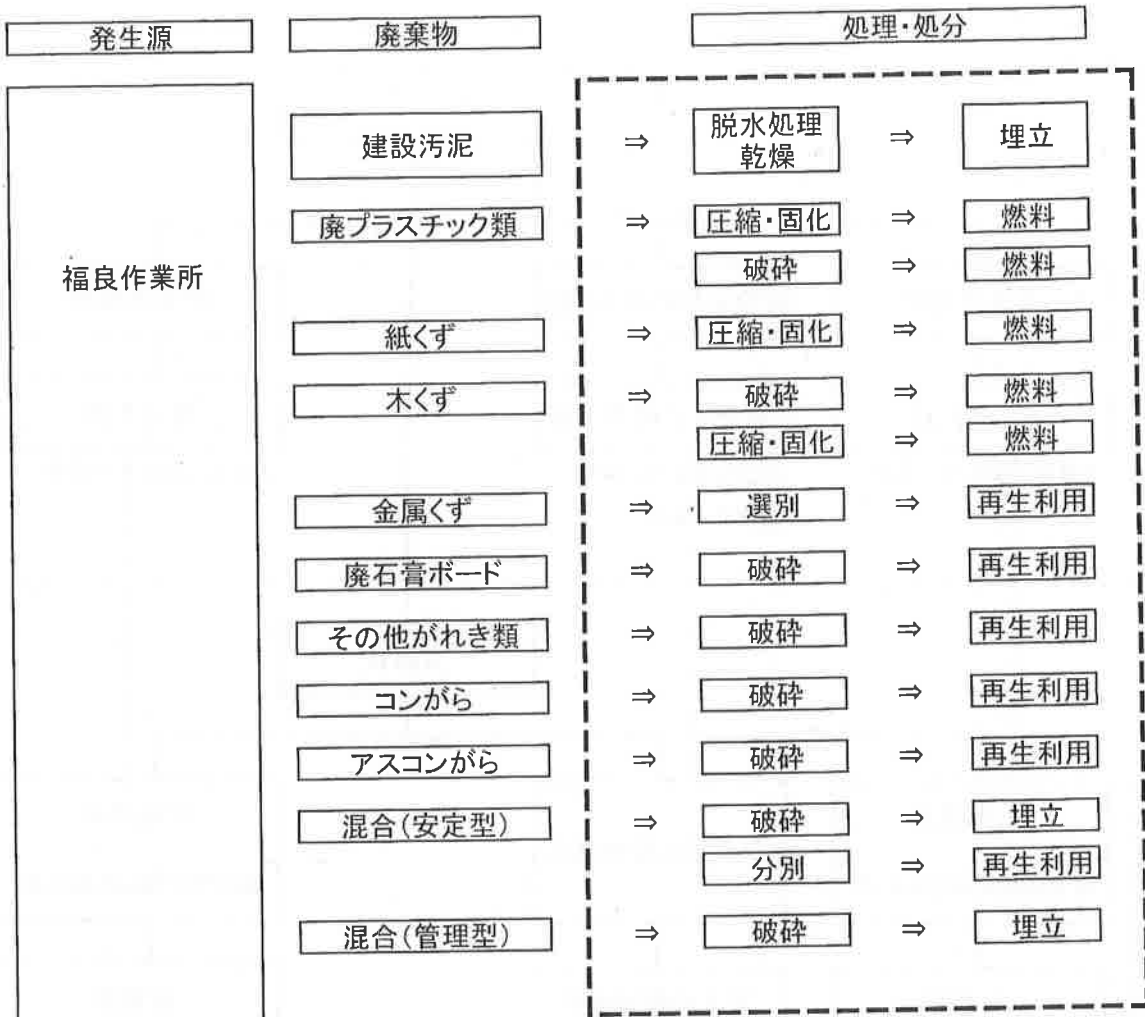 発生源 廃棄物 処理・処分
建設汚泥 ⇒ 脱水処理 ⇒ 埋立
乾燥
廃プラスチック類 ⇒ 圧縮・固化 ⇒ 燃料
福良作業所 破砕 ⇒ 燃料
紙くず ⇒ 圧縮・固化 ⇒ 燃料
木くず ⇒ 破砕 ⇒ 燃料
圧縮・固化 ⇒ 燃料
金属くず ⇒ 選別 ⇒ 再生利用
廃石膏ボード ⇒ 破砕 ⇒ 再生利用
その他がれき類 ⇒ 破砕 ⇒ 再生利用
コンがら ⇒ 破砕 ⇒ 再生利用
アスコンがら ⇒ 破砕 ⇒ 再生利用
混合(安定型) ⇒ 破砕 ⇒ 埋立
分別 ⇒ 再生利用
混合(管理型) ⇒ 破砕 ⇒ 埋立